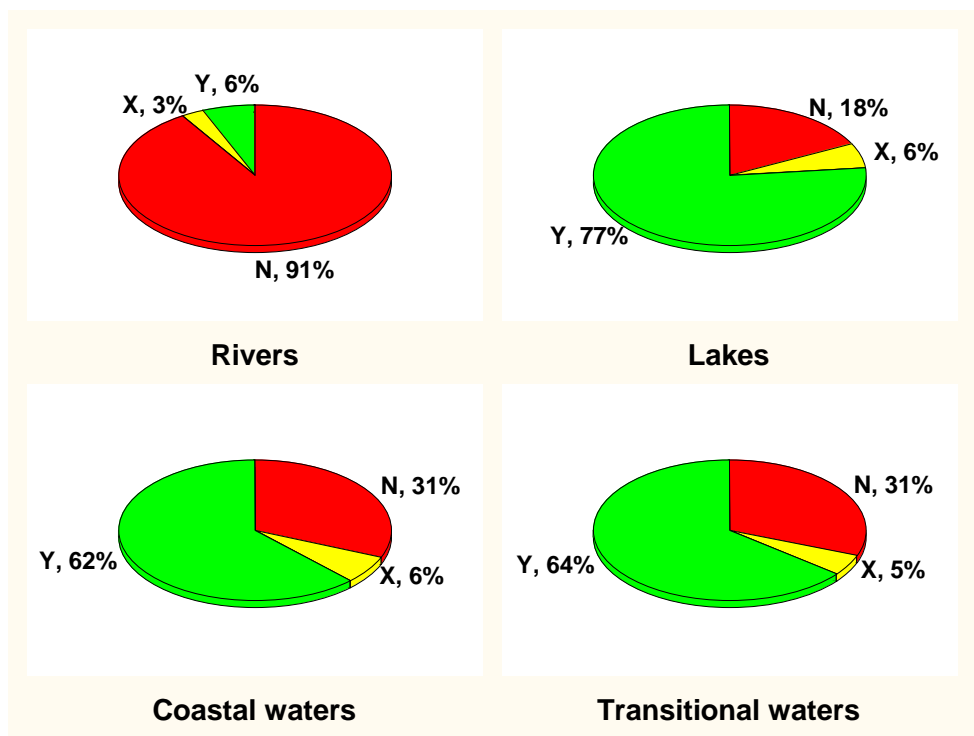 Y, 6%
X, 3%
N, 91%
Rivers
N, 18%
X, 6%
Y, 77%
Lakes
N, 31%
Y, 62%
X, 6%
Coastal waters
N, 31%
Y, 64%
X, 5%
Transitional waters